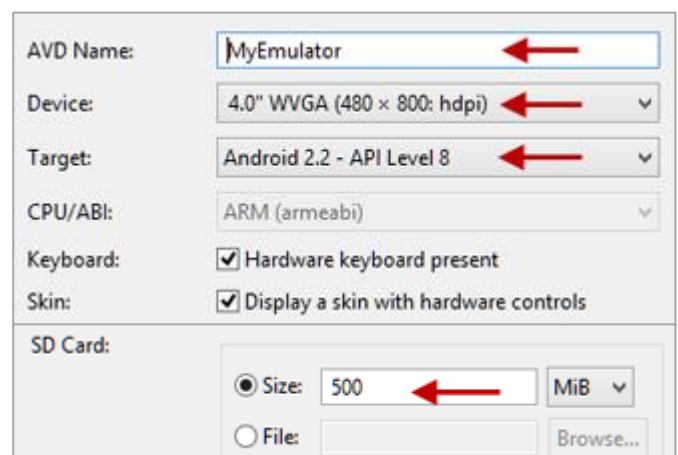 AVD Name: MyEmulator
Device: 4.0" WVGA (480 × 800: hdpi)
Target: Android 2.2 - API Level 8
CPU/ABI: ARM (armeabi)
Keyboard: Hardware keyboard present
Skin: Display a skin with hardware controls
SD Card:
Size: 500 MiB
File: Browse...